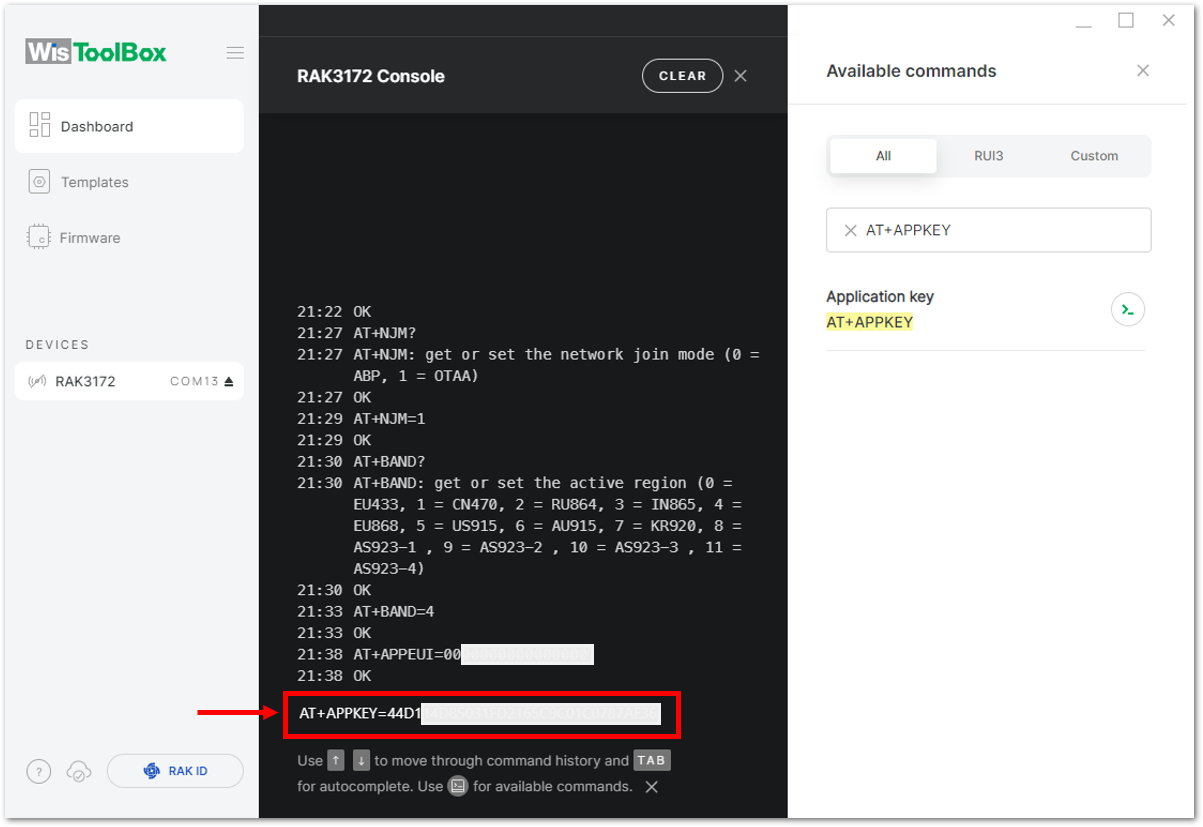 WisToolBox
Dashboard
Templates
Firmware
DEVICES
RAK3172 COM13
?
RAK ID
RAK3172 Console
CLEAR
21:22 OK
21:27 AT+NJM?
21:27 AT+NJM: get or set the network join mode (0 =
ABP, 1 = OTAA)
21:27 OK
21:29 AT+NJM=1
21:29 OK
21:30 AT+BAND?
21:30 AT+BAND: get or set the active region (0 =
EU433, 1 = CN470, 2 = RU864, 3 = IN865, 4 =
EU868, 5 = US915, 6 = AU915, 7 = KR920, 8 =
AS923-1 , 9 = AS923-2 , 10 = AS923-3 , 11 =
AS923-4)
21:30 OK
21:33 AT+BAND=4
21:33 OK
21:38 AT+APPEUI=00
21:38 OK
AT+APPKEY=44D1
Use ↑ ↓ to move through command history and TAB
for autocomplete. Use for available commands.
Available commands
All RUI3 Custom
AT+APPKEY
Application key
AT+APPKEY